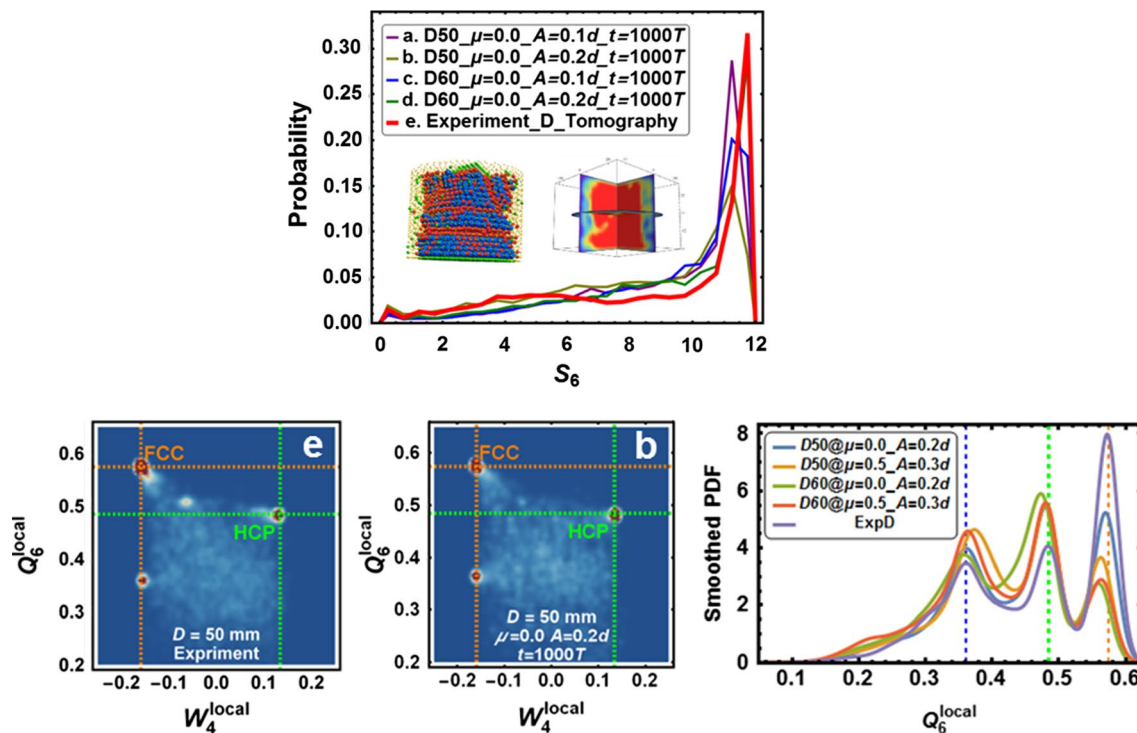 0.30
0.25
0.20
0.15
0.10
0.05
0.00
Probability
a. D50_μ=0.0_A=0.1d_t=1000T
b. D50_μ=0.0_A=0.2d_t=1000T
c. D60_μ=0.0_A=0.1d_t=1000T
d. D60_μ=0.0_A=0.2d_t=1000T
e. Experiment_D_Tomography
0 2 4 6 8 10 12
S6
e
FCC
HCP
D = 50 mm
Expriment
0.6
0.5
0.4
0.3
0.2
Q6local
−0.2 −0.1 0.0 0.1 0.2
W4local
b
FCC
HCP
D = 50 mm
μ=0.0 A=0.2d
t=1000T
0.6
0.5
0.4
0.3
0.2
Q6local
−0.2 −0.1 0.0 0.1 0.2
W4local
8
6
4
2
0
Smoothed PDF
D50@μ=0.0_A=0.2d
D50@μ=0.5_A=0.3d
D60@μ=0.0_A=0.2d
D60@μ=0.5_A=0.3d
ExpD
0.1 0.2 0.3 0.4 0.5 0.6
Q6local